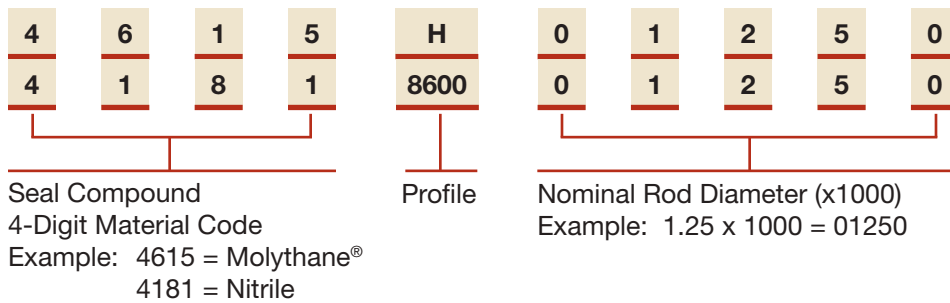 4 6 1 5 H 0 1 2 5 0
4 1 8 1 8600 0 1 2 5 0
Seal Compound
4-Digit Material Code
Example: 4615 = Molythane®
4181 = Nitrile
Profile
Nominal Rod Diameter (x1000)
Example: 1.25 x 1000 = 01250